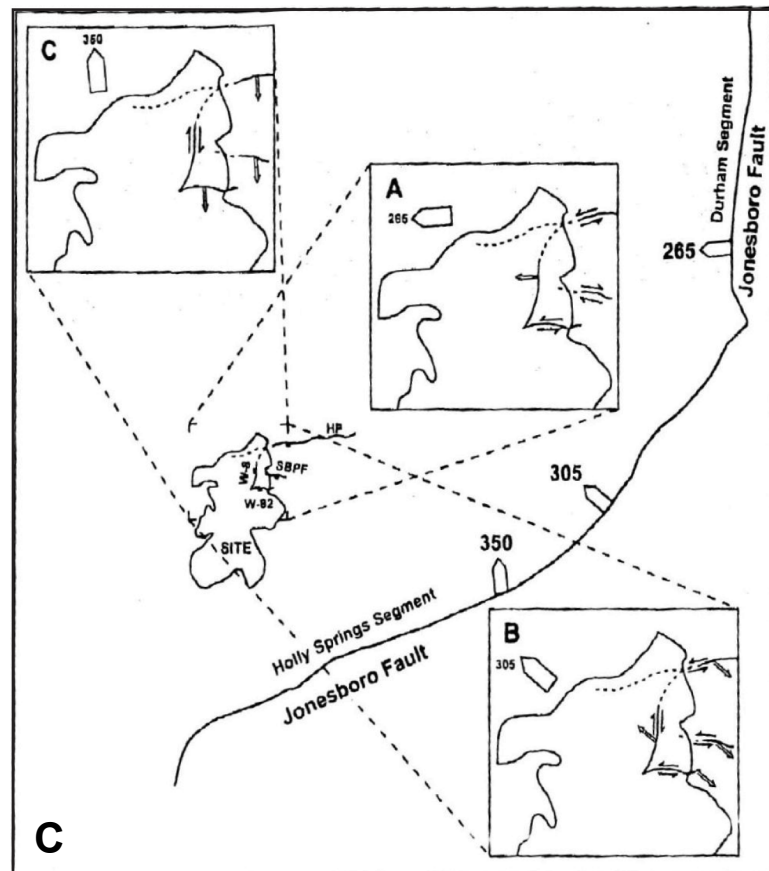 C
350
A
265
Durham Segment
Jonesboro Fault
265
HF
W-8
SBPF
W-82
SITE
305
350
Holly Springs Segment
Jonesboro Fault
B
305
C